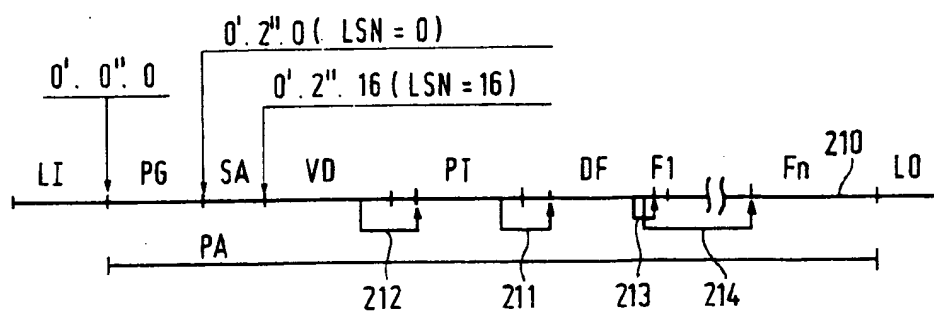 0'. 2''. 0 ( LSN = 0)
0'. 0''. 0
0'. 2''. 16 (LSN = 16)
210
LI PG SA VD PT DF F1 Fn LO
PA
212 211 213 214